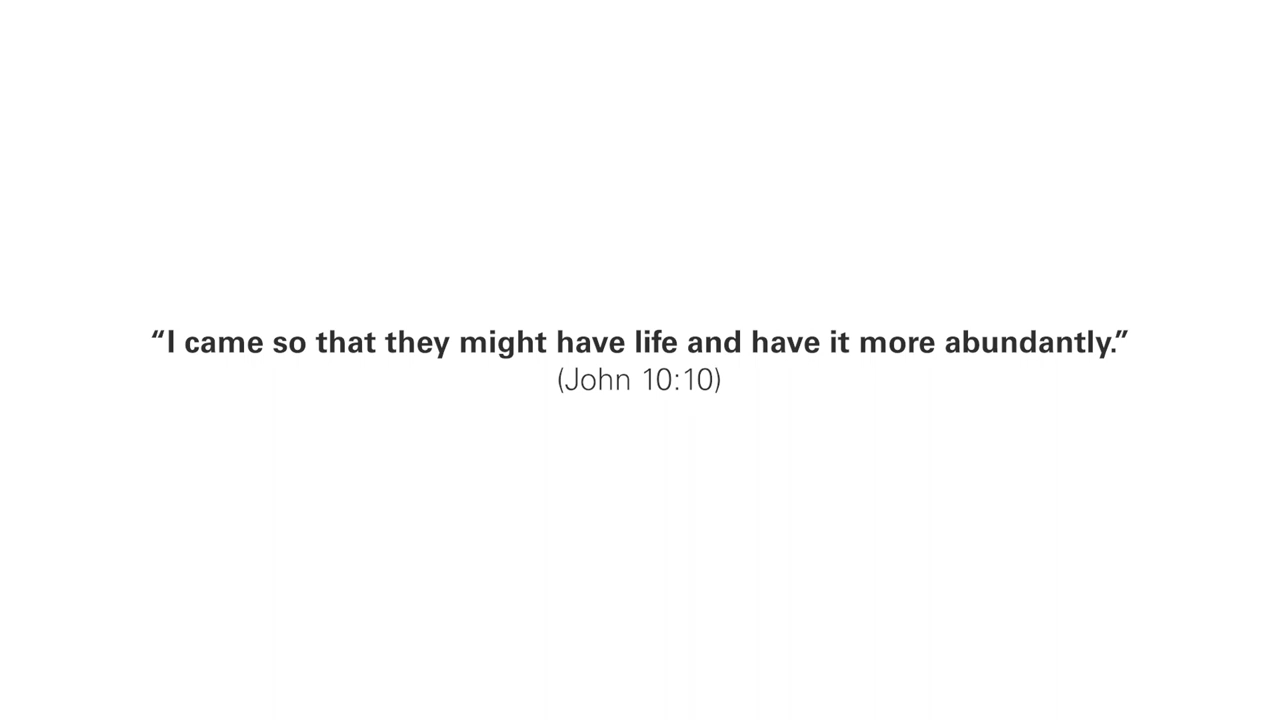 “I came so that they might have life and have it more abundantly.”
(John 10:10)